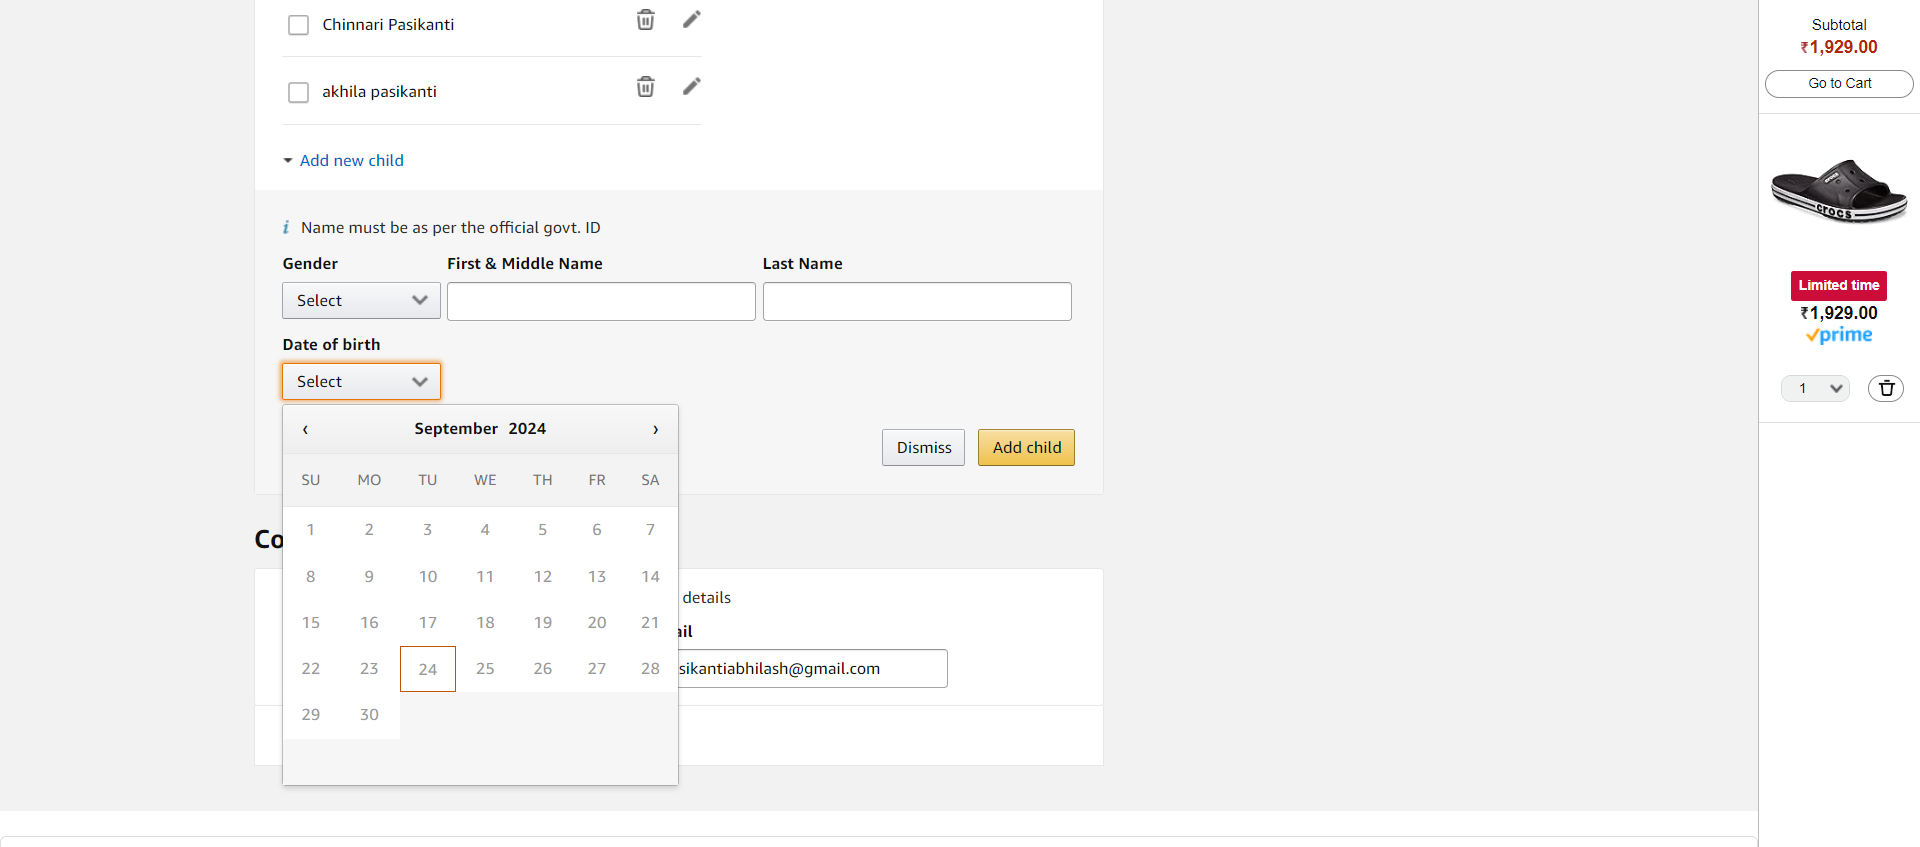 Chinnari Pasikanti
akhila pasikanti
Add new child
i Name must be as per the official govt. ID
Gender First & Middle Name Last Name
Select
Date of birth
Select
‹ September 2024 ›
SU MO TU WE TH FR SA
1 2 3 4 5 6 7
8 9 10 11 12 13 14
15 16 17 18 19 20 21
22 23 24 25 26 27 28
29 30
Dismiss Add child
Co
details
ail
sikantiabhilash@gmail.com
Subtotal
₹1,929.00
Go to Cart
crocs
Limited time
₹1,929.00
prime
1